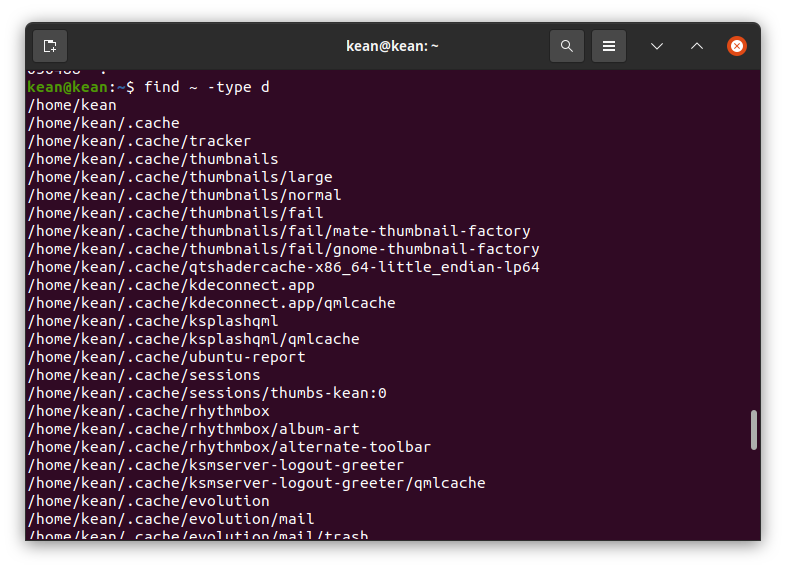 kean@kean: ~
kean@kean:~$ find ~ -type d
/home/kean
/home/kean/.cache
/home/kean/.cache/tracker
/home/kean/.cache/thumbnails
/home/kean/.cache/thumbnails/large
/home/kean/.cache/thumbnails/normal
/home/kean/.cache/thumbnails/fail
/home/kean/.cache/thumbnails/fail/mate-thumbnail-factory
/home/kean/.cache/thumbnails/fail/gnome-thumbnail-factory
/home/kean/.cache/qtshadercache-x86_64-little_endian-lp64
/home/kean/.cache/kdeconnect.app
/home/kean/.cache/kdeconnect.app/qmlcache
/home/kean/.cache/ksplashqml
/home/kean/.cache/ksplashqml/qmlcache
/home/kean/.cache/ubuntu-report
/home/kean/.cache/sessions
/home/kean/.cache/sessions/thumbs-kean:0
/home/kean/.cache/rhythmbox
/home/kean/.cache/rhythmbox/album-art
/home/kean/.cache/rhythmbox/alternate-toolbar
/home/kean/.cache/ksmserver-logout-greeter
/home/kean/.cache/ksmserver-logout-greeter/qmlcache
/home/kean/.cache/evolution
/home/kean/.cache/evolution/mail
/home/kean/.cache/evolution/mail/trash